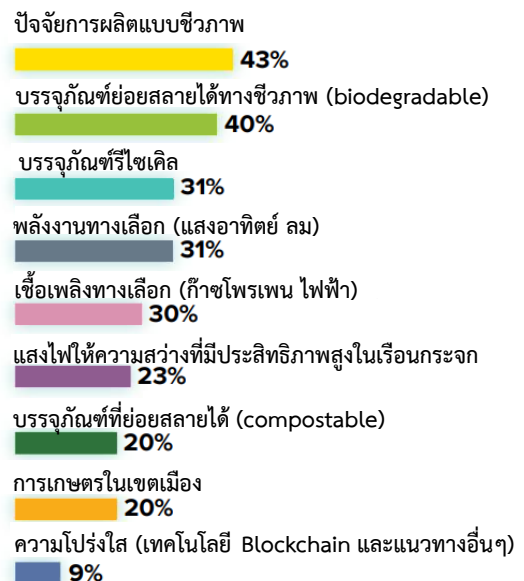 ปัจจัยการผลิตแบบชีวภาพ
43%
บรรจุภัณฑ์ย่อยสลายได้ทางชีวภาพ (biodegradable)
40%
บรรจุภัณฑ์รีไซเคิล
31%
พลังงานทางเลือก (แสงอาทิตย์ ลม)
31%
เชื้อเพลิงทางเลือก (ก๊าซโพรเพน ไฟฟ้า)
30%
แสงไฟให้ความสว่างที่มีประสิทธิภาพสูงในเรือนกระจก
23%
บรรจุภัณฑ์ที่ย่อยสลายได้ (compostable)
20%
การเกษตรในเขตเมือง
20%
ความโปร่งใส (เทคโนโลยี Blockchain และแนวทางอื่นๆ)
9%